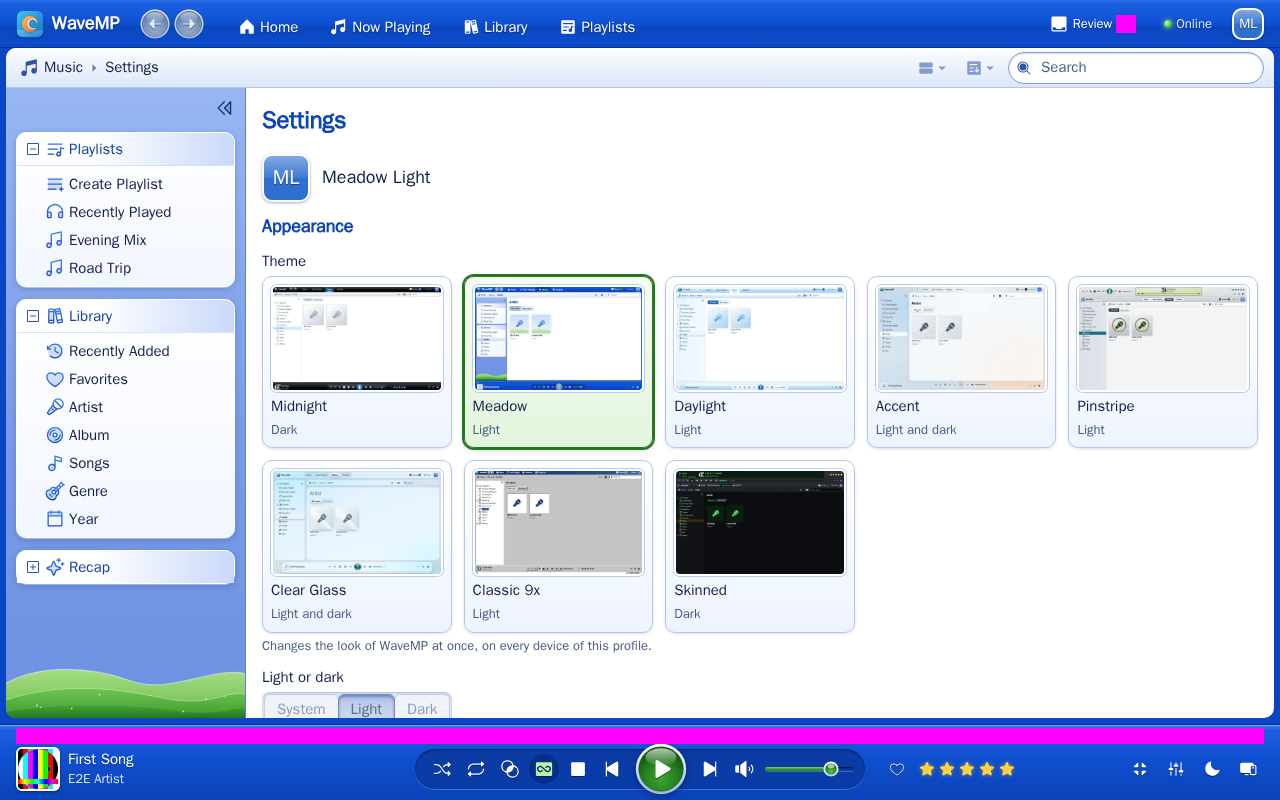 WaveMP
Home
Now Playing
Library
Playlists
Review
Online
ML
Music
Settings
Search
Playlists
Create Playlist
Recently Played
Evening Mix
Road Trip
Library
Recently Added
Favorites
Artist
Album
Songs
Genre
Year
Recap
Settings
ML
Meadow Light
Appearance
Theme
Midnight
Dark
Meadow
Light
Daylight
Light
Accent
Light and dark
Pinstripe
Light
Clear Glass
Light and dark
Classic 9x
Light
Skinned
Dark
Changes the look of WaveMP at once, on every device of this profile.
Light or dark
System
Light
Dark
First Song
E2E Artist